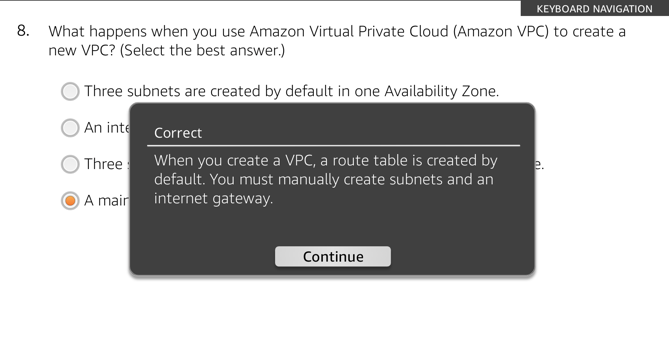 KEYBOARD NAVIGATION
8. What happens when you use Amazon Virtual Private Cloud (Amazon VPC) to create a
new VPC? (Select the best answer.)
Three subnets are created by default in one Availability Zone.
An
Correct
Three
When you create a VPC, a route table is created by
default. You must manually create subnets and an
A
internet gateway.
Continue